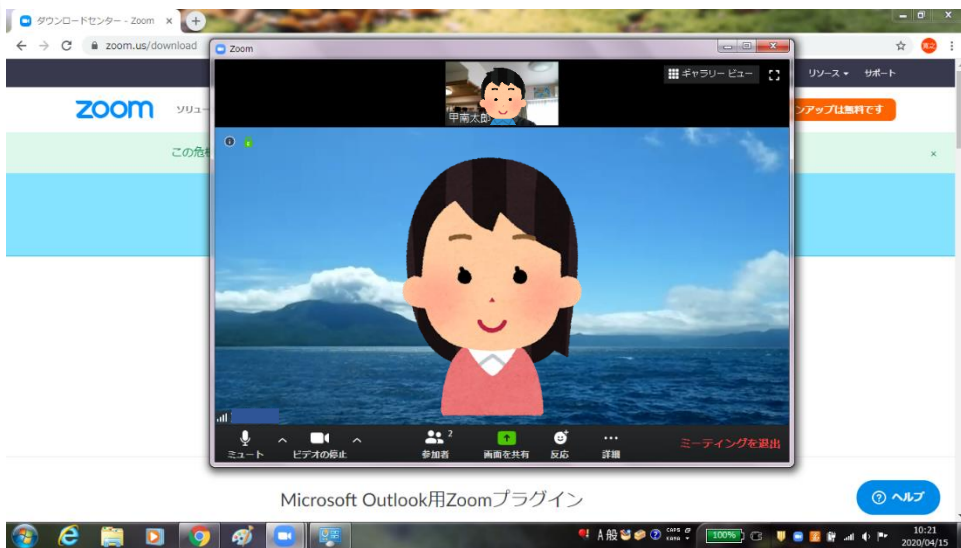 ダウンロードセンター - Zoom
zoom.us/download
Zoom
リソース サポート
甲南太郎
ギャラリー ビュー
zoom ソリュー
ンアップは無料です
この危
ミュート ビデオの停止 参加者 2 画面を共有 反応 詳細 ミーティングを退出
Microsoft Outlook用Zoomプラグイン
ヘルプ
A 般 CAPS KANA 100% 10:21
2020/04/15